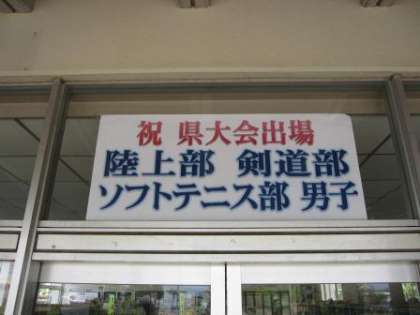 祝 県大会出場
陸上部 剣道部
ソフトテニス部 男子